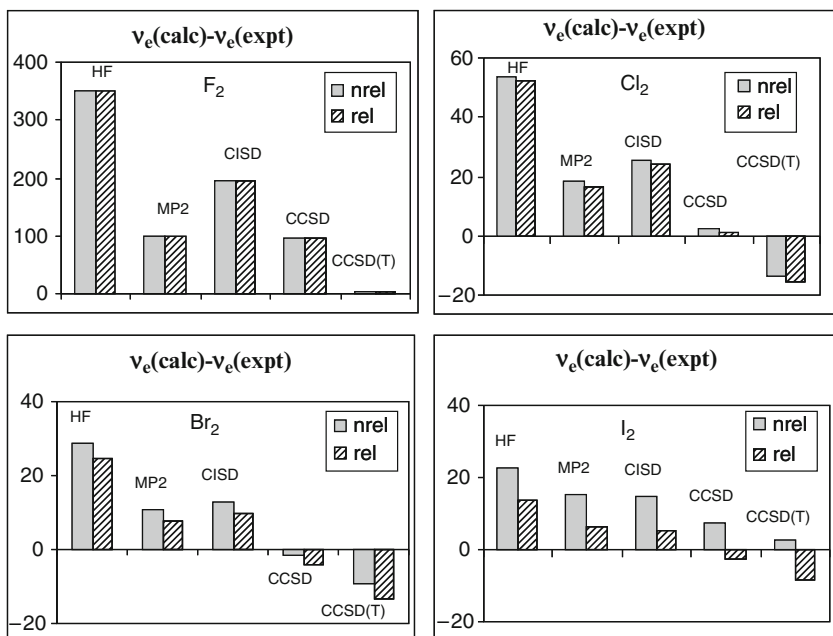 νe(calc)-νe(expt)
400
300
200
100
0
HF
MP2
CISD
CCSD
CCSD(T)
F2
nrel
rel
νe(calc)-νe(expt)
60
40
20
0
−20
HF
MP2
CISD
CCSD
CCSD(T)
Cl2
nrel
rel
νe(calc)-νe(expt)
40
20
0
−20
HF
MP2
CISD
CCSD
CCSD(T)
Br2
nrel
rel
νe(calc)-νe(expt)
40
20
0
−20
HF
MP2
CISD
CCSD
CCSD(T)
I2
nrel
rel